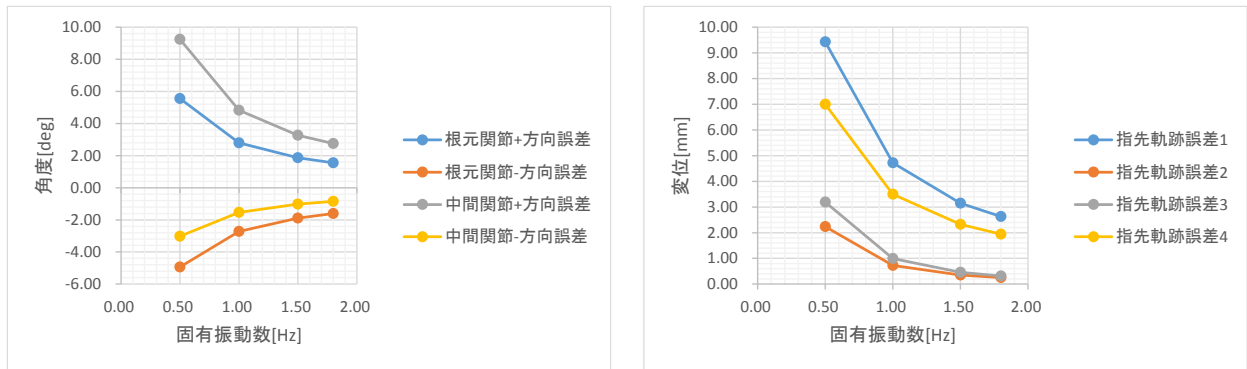 10.00
8.00
6.00
4.00
2.00
0.00
-2.00
-4.00
-6.00
角度[deg]
0.00 0.50 1.00 1.50 2.00
固有振動数[Hz]
根元関節+方向誤差
根元関節-方向誤差
中間関節+方向誤差
中間関節-方向誤差
10.00
9.00
8.00
7.00
6.00
5.00
4.00
3.00
2.00
1.00
0.00
変位[mm]
0.00 0.50 1.00 1.50 2.00
固有振動数[Hz]
指先軌跡誤差1
指先軌跡誤差2
指先軌跡誤差3
指先軌跡誤差4